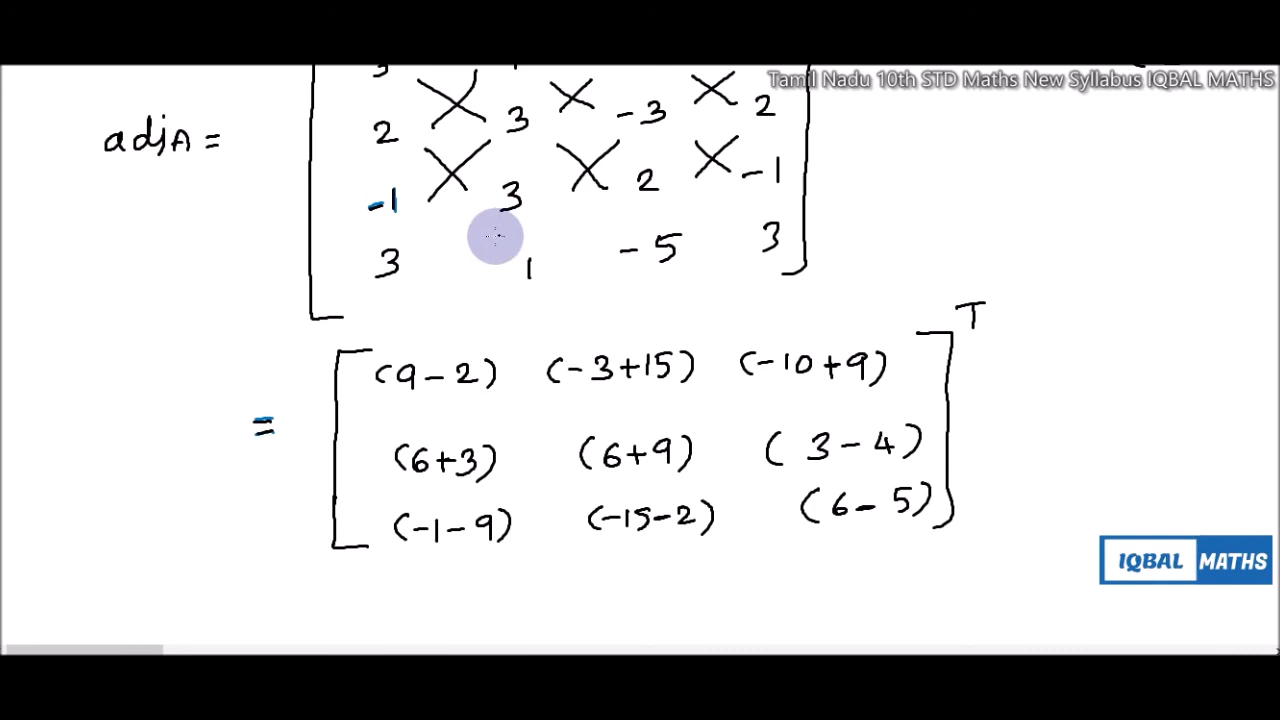 Tamil Nadu 10th STD Maths New Syllabus IQBAL MATHS
adjA =
2 3 -3 2
-1 3 2 -1
3 1 -5 3
T
(9-2) (-3+15) (-10+9)
= (6+3) (6+9) (3-4)
(-1-9) (-15-2) (6-5)
IQBAL MATHS